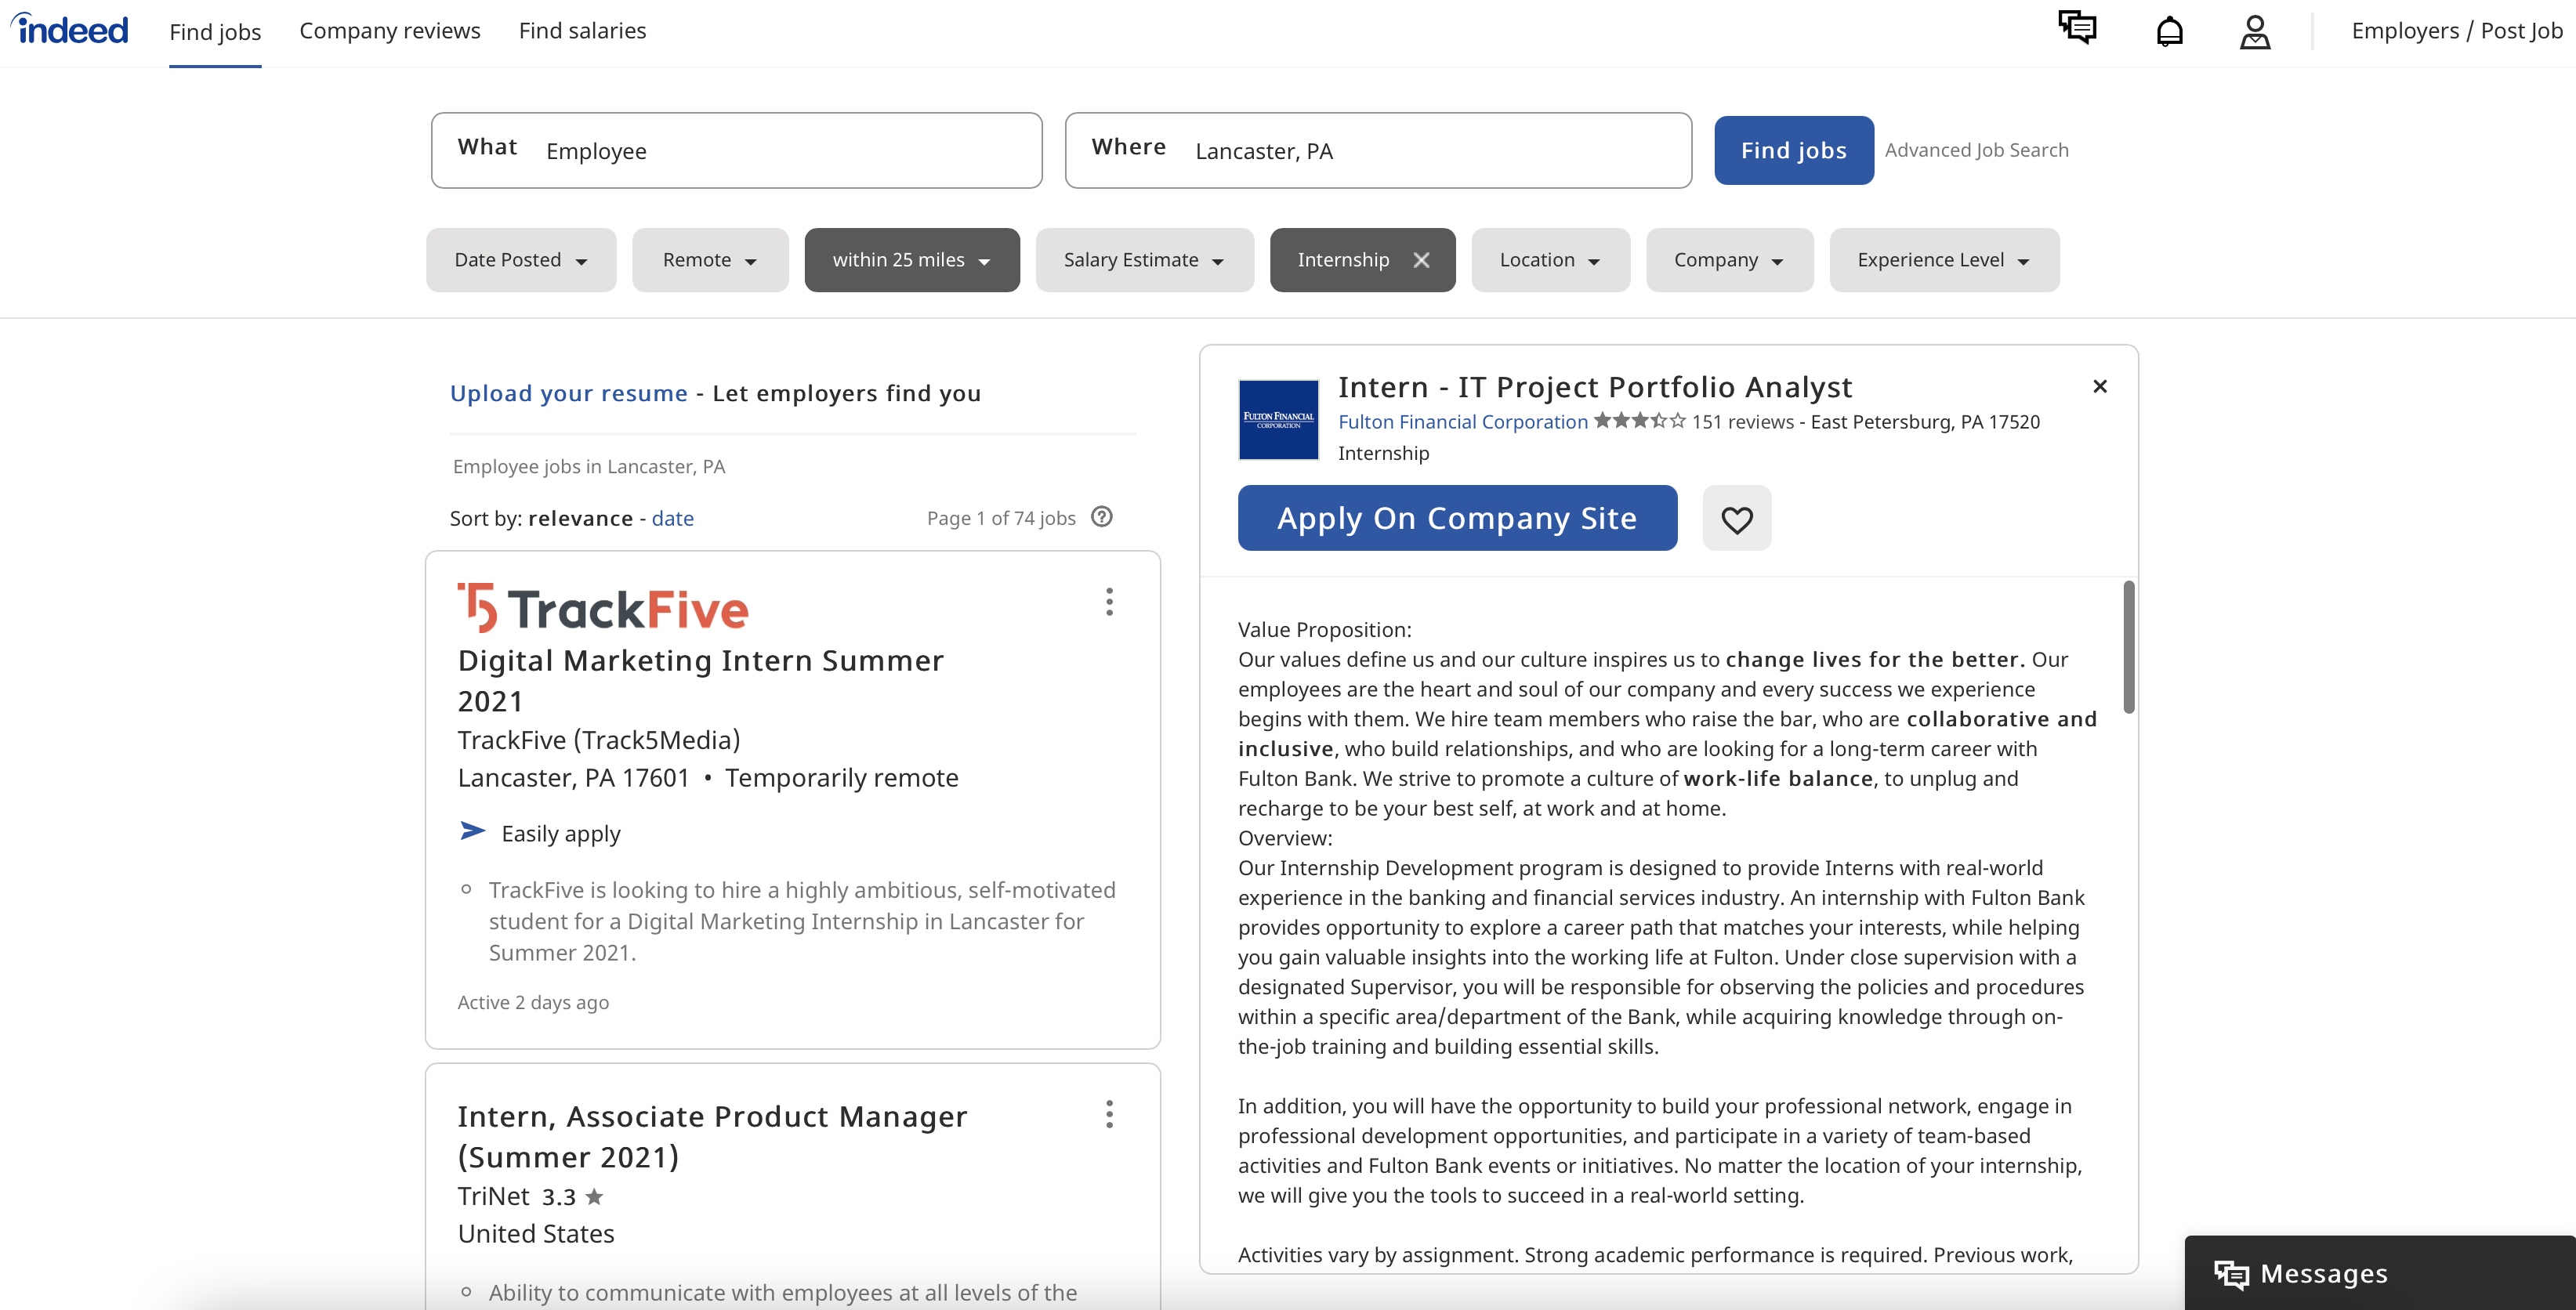 indeed
Find jobs
Company reviews
Find salaries
Employers / Post Job
What Employee
Where Lancaster, PA
Find jobs
Advanced Job Search
Date Posted
Remote
within 25 miles
Salary Estimate
Internship
Location
Company
Experience Level
Upload your resume - Let employers find you
Employee jobs in Lancaster, PA
Sort by: relevance - date
Page 1 of 74 jobs
TrackFive
Digital Marketing Intern Summer
2021
TrackFive (Track5Media)
Lancaster, PA 17601 • Temporarily remote
Easily apply
TrackFive is looking to hire a highly ambitious, self-motivated
student for a Digital Marketing Internship in Lancaster for
Summer 2021.
Active 2 days ago
Intern, Associate Product Manager
(Summer 2021)
TriNet 3.3
United States
Ability to communicate with employees at all levels of the
FULTON FINANCIAL
CORPORATION
Intern - IT Project Portfolio Analyst
Fulton Financial Corporation 151 reviews - East Petersburg, PA 17520
Internship
Apply On Company Site
Value Proposition:
Our values define us and our culture inspires us to change lives for the better. Our
employees are the heart and soul of our company and every success we experience
begins with them. We hire team members who raise the bar, who are collaborative and
inclusive, who build relationships, and who are looking for a long-term career with
Fulton Bank. We strive to promote a culture of work-life balance, to unplug and
recharge to be your best self, at work and at home.
Overview:
Our Internship Development program is designed to provide Interns with real-world
experience in the banking and financial services industry. An internship with Fulton Bank
provides opportunity to explore a career path that matches your interests, while helping
you gain valuable insights into the working life at Fulton. Under close supervision with a
designated Supervisor, you will be responsible for observing the policies and procedures
within a specific area/department of the Bank, while acquiring knowledge through on-
the-job training and building essential skills.
In addition, you will have the opportunity to build your professional network, engage in
professional development opportunities, and participate in a variety of team-based
activities and Fulton Bank events or initiatives. No matter the location of your internship,
we will give you the tools to succeed in a real-world setting.
Activities vary by assignment. Strong academic performance is required. Previous work,
Messages